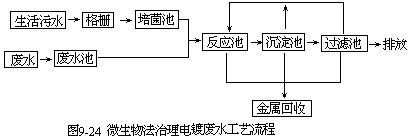 生活污水
格栅
培菌池
反应池
沉淀池
过滤池
排放
废水
废水池
金属回收
图9-24 微生物法治理电镀废水工艺流程